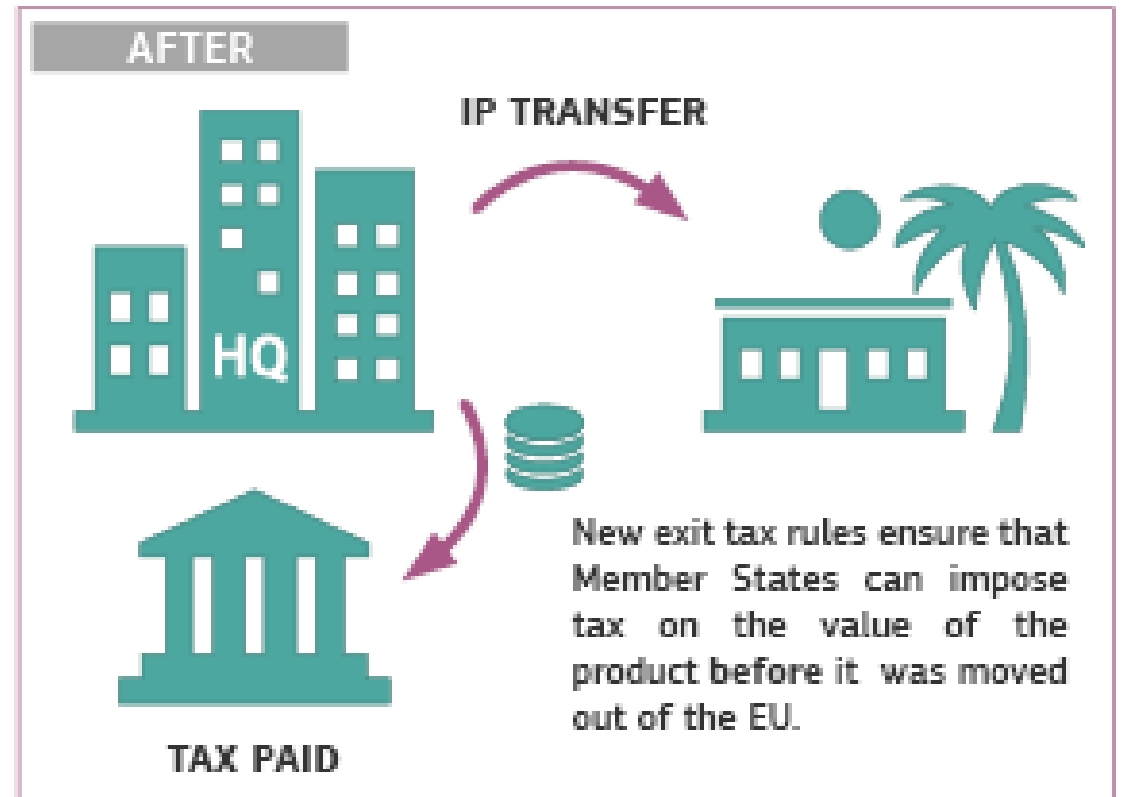 AFTER
IP TRANSFER
HQ
New exit tax rules ensure that
Member States can impose
tax on the value of the
product before it was moved
out of the EU.
TAX PAID